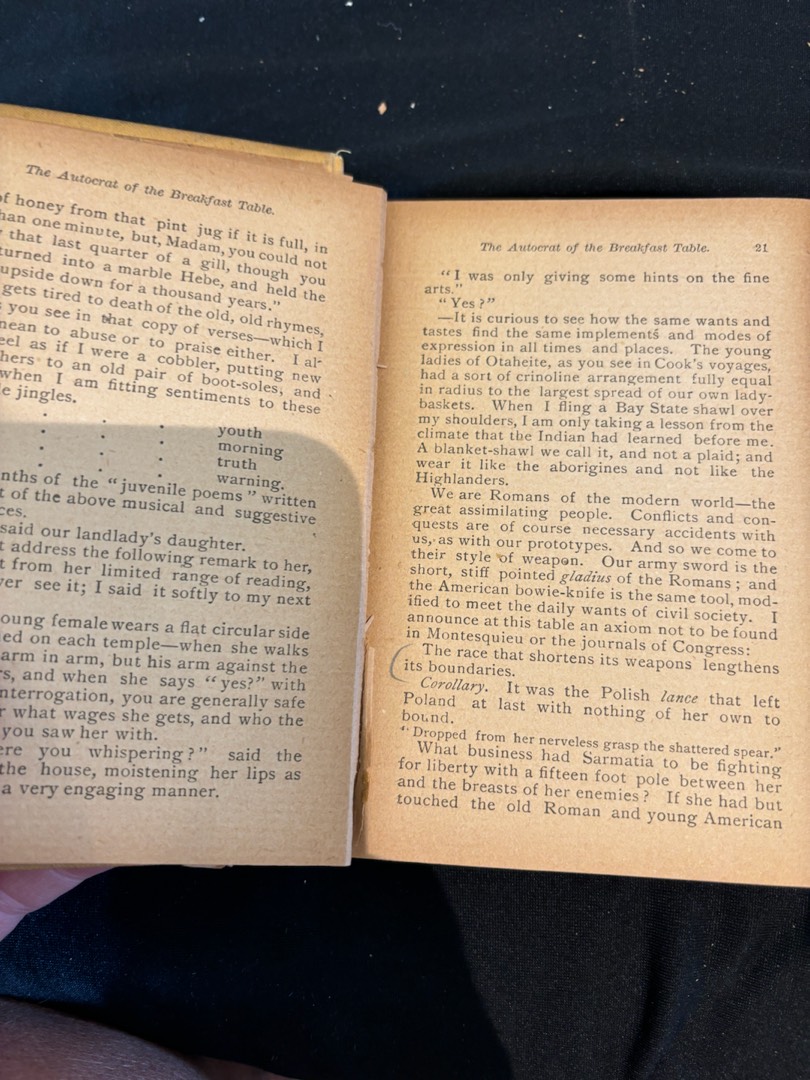 The Autocrat of the Breakfast Table.
of honey from that pint jug if it is full, in
than one minute, but, Madam, you could not
that last quarter of a gill, though you
turned into a marble Hebe, and held the
upside down for a thousand years."
gets tired to death of the old, old rhymes,
you see in that copy of verses—which I
mean to abuse or to praise either. I al-
eel as if I were a cobbler, putting new
hers to an old pair of boot-soles, and
when I am fitting sentiments to these
le jingles.
. . . youth
. . . morning
. . . truth
. . . warning.
nths of the "juvenile poems" written
t of the above musical and suggestive
ces.
said our landlady's daughter.
t address the following remark to her,
t from her limited range of reading,
ver see it; I said it softly to my next
oung female wears a flat circular side
ed on each temple—when she walks
arm in arm, but his arm against the
s, and when she says "yes?" with
nterrogation, you are generally safe
r what wages she gets, and who the
you saw her with.
ere you whispering?" said the
the house, moistening her lips as
a very engaging manner.
The Autocrat of the Breakfast Table. 21
"I was only giving some hints on the fine
arts."
"Yes?"
—It is curious to see how the same wants and
tastes find the same implements and modes of
expression in all times and places. The young
ladies of Otaheite, as you see in Cook's voyages,
had a sort of crinoline arrangement fully equal
in radius to the largest spread of our own lady-
baskets. When I fling a Bay State shawl over
my shoulders, I am only taking a lesson from the
climate that the Indian had learned before me.
A blanket-shawl we call it, and not a plaid; and
wear it like the aborigines and not like the
Highlanders.
We are Romans of the modern world—the
great assimilating people. Conflicts and con-
quests are of course necessary accidents with
us, as with our prototypes. And so we come to
their style of weapon. Our army sword is the
short, stiff pointed gladius of the Romans; and
the American bowie-knife is the same tool, mod-
ified to meet the daily wants of civil society. I
announce at this table an axiom not to be found
in Montesquieu or the journals of Congress:
The race that shortens its weapons lengthens
its boundaries.
Corollary. It was the Polish lance that left
Poland at last with nothing of her own to
bound.
"Dropped from her nerveless grasp the shattered spear."
What business had Sarmatia to be fighting
for liberty with a fifteen foot pole between her
and the breasts of her enemies? If she had but
touched the old Roman and young American